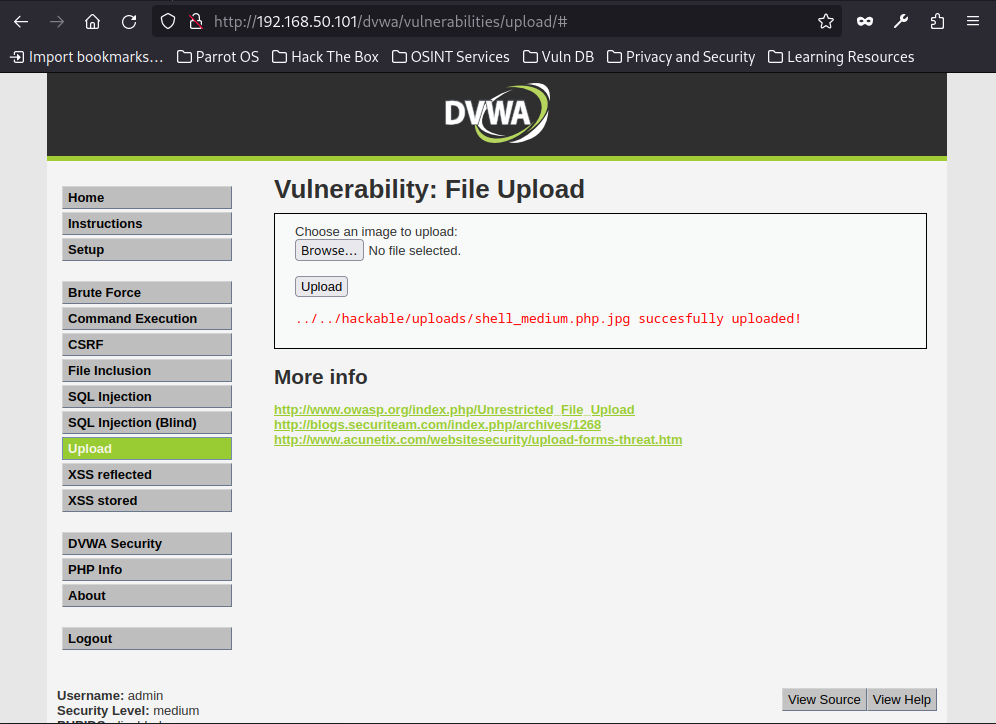 http://192.168.50.101/dvwa/vulnerabilities/upload/#
Import bookmarks… Parrot OS Hack The Box OSINT Services Vuln DB Privacy and Security Learning Resources
DVWA
Home
Instructions
Setup
Brute Force
Command Execution
CSRF
File Inclusion
SQL Injection
SQL Injection (Blind)
Upload
XSS reflected
XSS stored
DVWA Security
PHP Info
About
Logout
Vulnerability: File Upload
Choose an image to upload:
Browse… No file selected.
Upload
../../hackable/uploads/shell_medium.php.jpg succesfully uploaded!
More info
http://www.owasp.org/index.php/Unrestricted_File_Upload
http://blogs.securiteam.com/index.php/archives/1268
http://www.acunetix.com/websitesecurity/upload-forms-threat.htm
Username: admin
Security Level: medium
View Source View Help